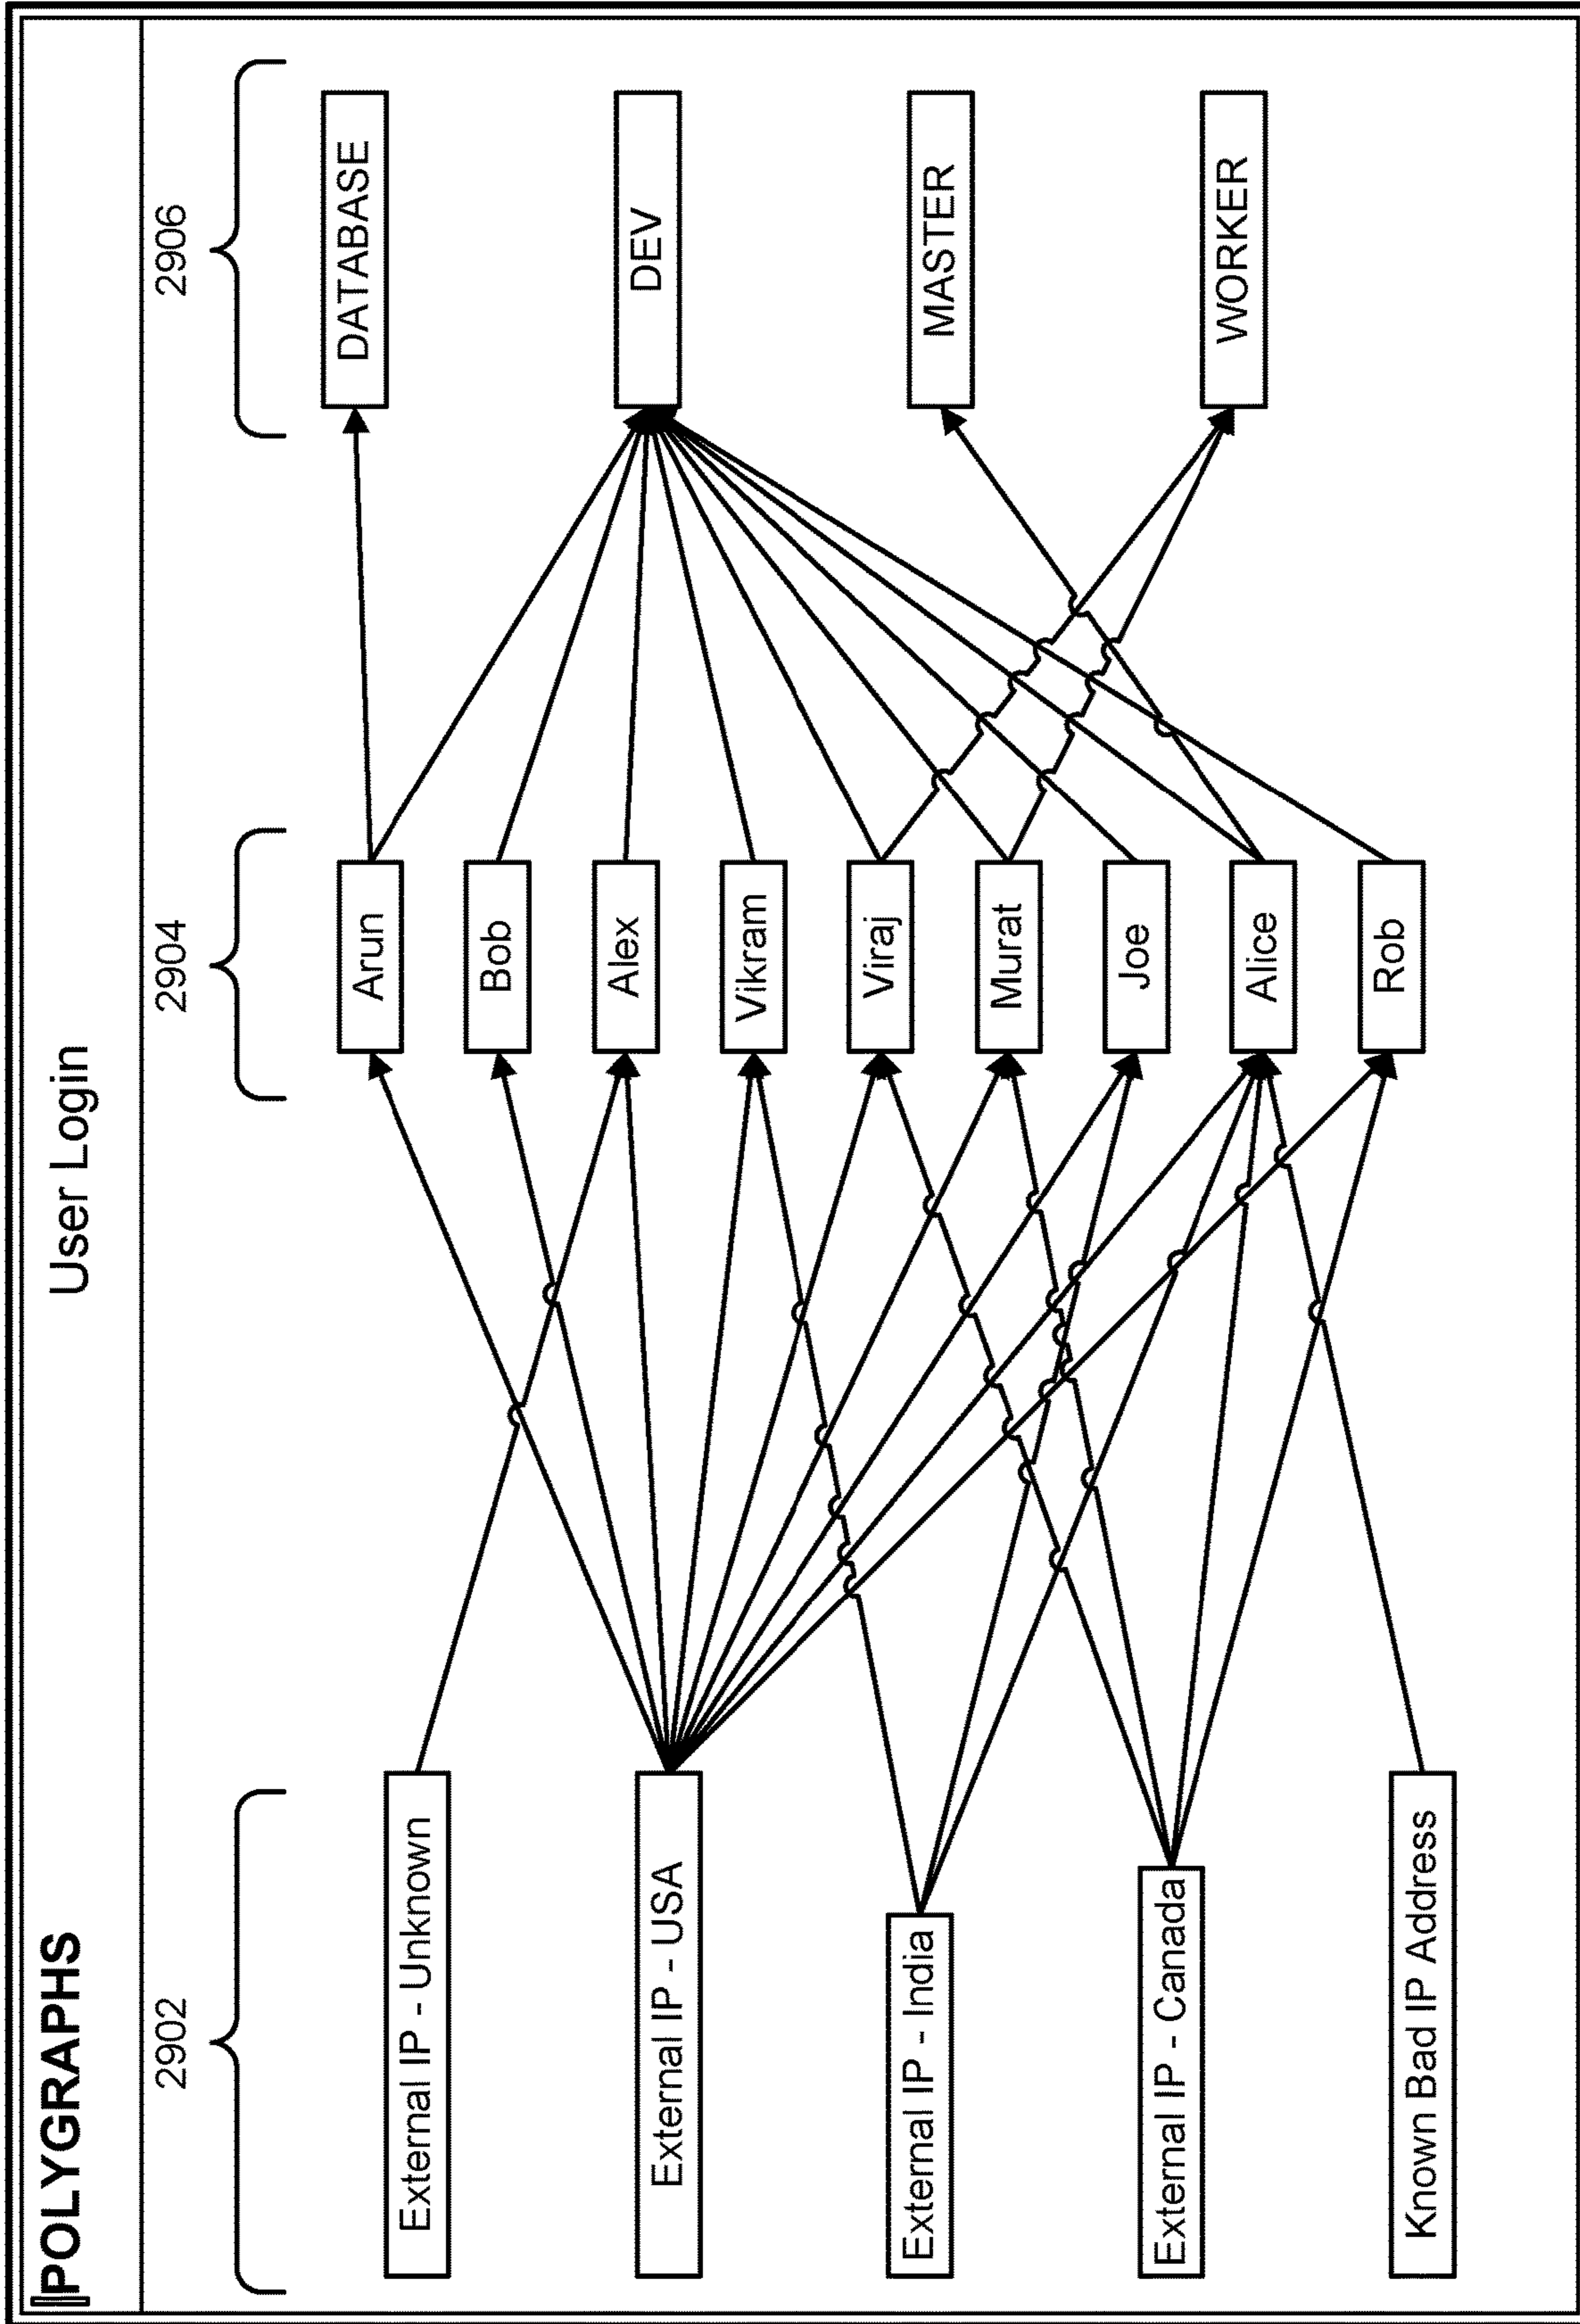 POLYGRAPHS
User Login
2902
2904
2906
External IP - Unknown
External IP - USA
External IP - India
External IP - Canada
Known Bad IP Address
Arun
Bob
Alex
Vikram
Viraj
Murat
Joe
Alice
Rob
DATABASE
DEV
MASTER
WORKER